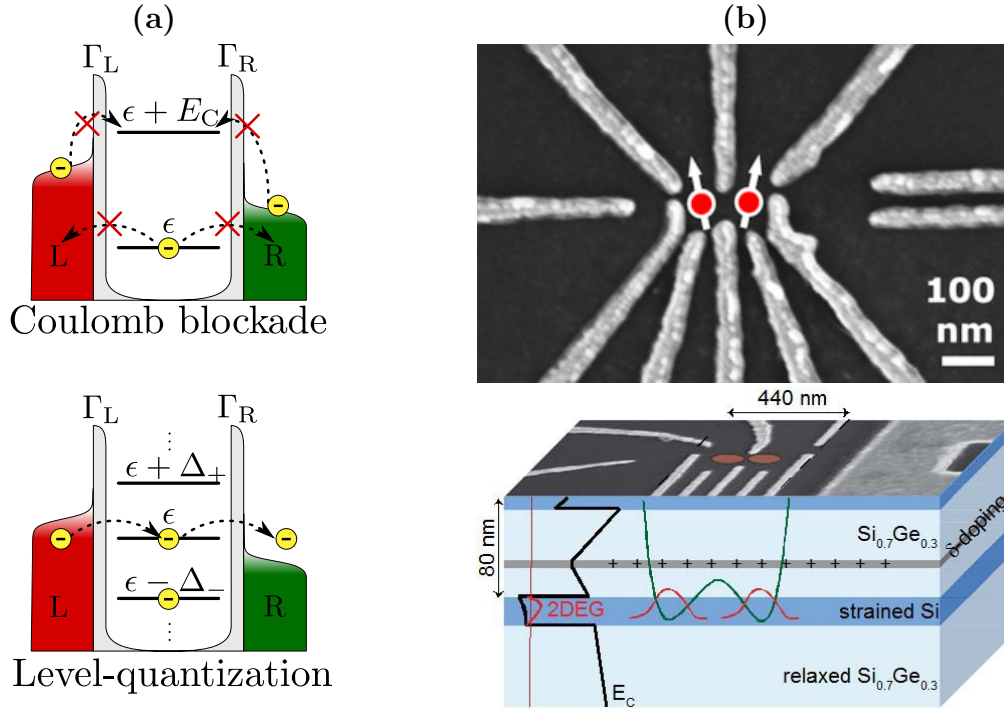 (a)
Γ_L Γ_R
ϵ + E_C
ϵ
L R
Coulomb blockade
Γ_L Γ_R
ϵ + Δ_+
ϵ
ϵ − Δ_−
L R
Level-quantization
(b)
100
nm
440 nm
80 nm
Si_0.7Ge_0.3
δ-doping
+ + + + + + + + + + + +
2DEG
strained Si
relaxed Si_0.7Ge_0.3
E_C